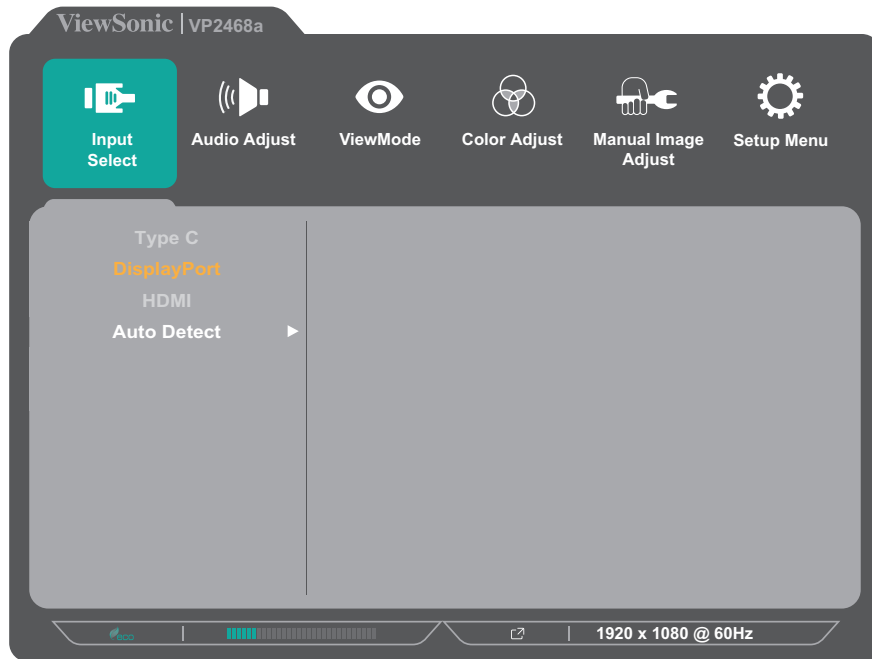 ViewSonic | VP2468a
Input
Select
Audio Adjust
ViewMode
Color Adjust
Manual Image
Adjust
Setup Menu
Type C
DisplayPort
HDMI
Auto Detect
eco
1920 x 1080 @ 60Hz